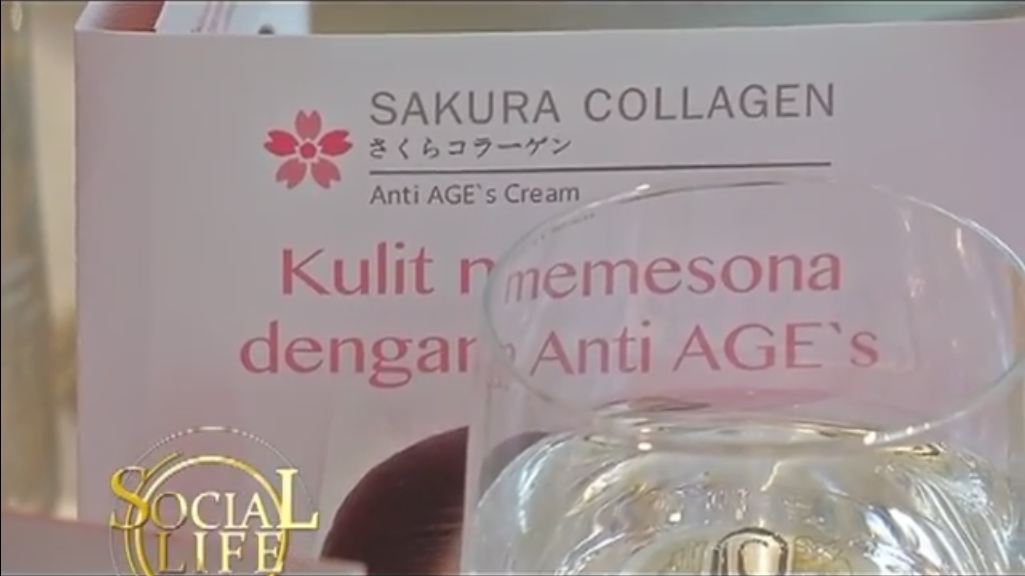 SAKURA COLLAGEN
さくらコラーゲン
Anti AGE`s Cream
Kulit memesona
dengan Anti AGE`s
SOCIAL
LIFE